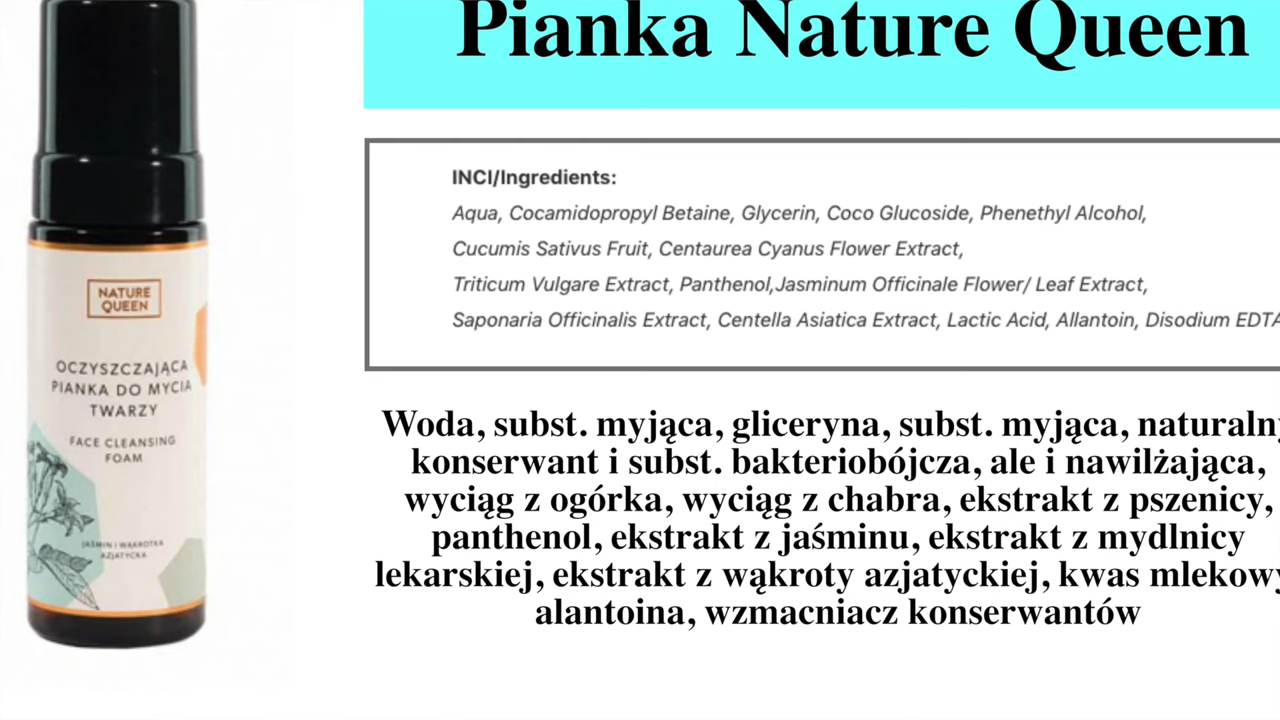 Pianka Nature Queen
INCI/Ingredients:
Aqua, Cocamidopropyl Betaine, Glycerin, Coco Glucoside, Phenethyl Alcohol,
Cucumis Sativus Fruit, Centaurea Cyanus Flower Extract,
Triticum Vulgare Extract, Panthenol,Jasminum Officinale Flower/ Leaf Extract,
Saponaria Officinalis Extract, Centella Asiatica Extract, Lactic Acid, Allantoin, Disodium EDTA
Woda, subst. myjąca, gliceryna, subst. myjąca, naturalny
konserwant i subst. bakteriobójcza, ale i nawilżająca,
wyciąg z ogórka, wyciąg z chabra, ekstrakt z pszenicy,
panthenol, ekstrakt z jaśminu, ekstrakt z mydlnicy
lekarskiej, ekstrakt z wąkroty azjatyckiej, kwas mlekowy
alantoina, wzmacniacz konserwantów
NATURE
QUEEN
OCZYSZCZAJĄCA
PIANKA DO MYCIA
TWARZY
FACE CLEANSING
FOAM
JAŚMIN I WĄKROTKA
AZJATYCKA